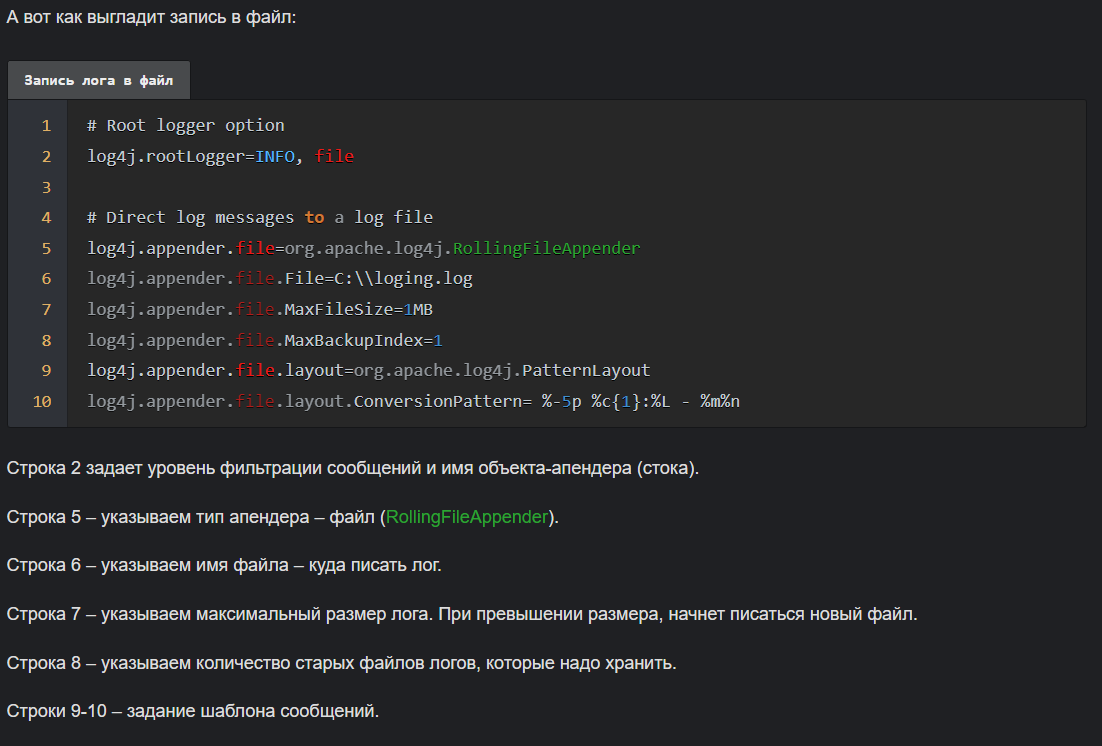 А вот как выгладит запись в файл:
Запись лога в файл
1 # Root logger option
2 log4j.rootLogger=INFO, file
3
4 # Direct log messages to a log file
5 log4j.appender.file=org.apache.log4j.RollingFileAppender
6 log4j.appender.file.File=C:\\loging.log
7 log4j.appender.file.MaxFileSize=1MB
8 log4j.appender.file.MaxBackupIndex=1
9 log4j.appender.file.layout=org.apache.log4j.PatternLayout
10 log4j.appender.file.layout.ConversionPattern= %-5p %c{1}:%L - %m%n
Строка 2 задает уровень фильтрации сообщений и имя объекта-апендера (стока).
Строка 5 – указываем тип апендера – файл (RollingFileAppender).
Строка 6 – указываем имя файла – куда писать лог.
Строка 7 – указываем максимальный размер лога. При превышении размера, начнет писаться новый файл.
Строка 8 – указываем количество старых файлов логов, которые надо хранить.
Строки 9-10 – задание шаблона сообщений.